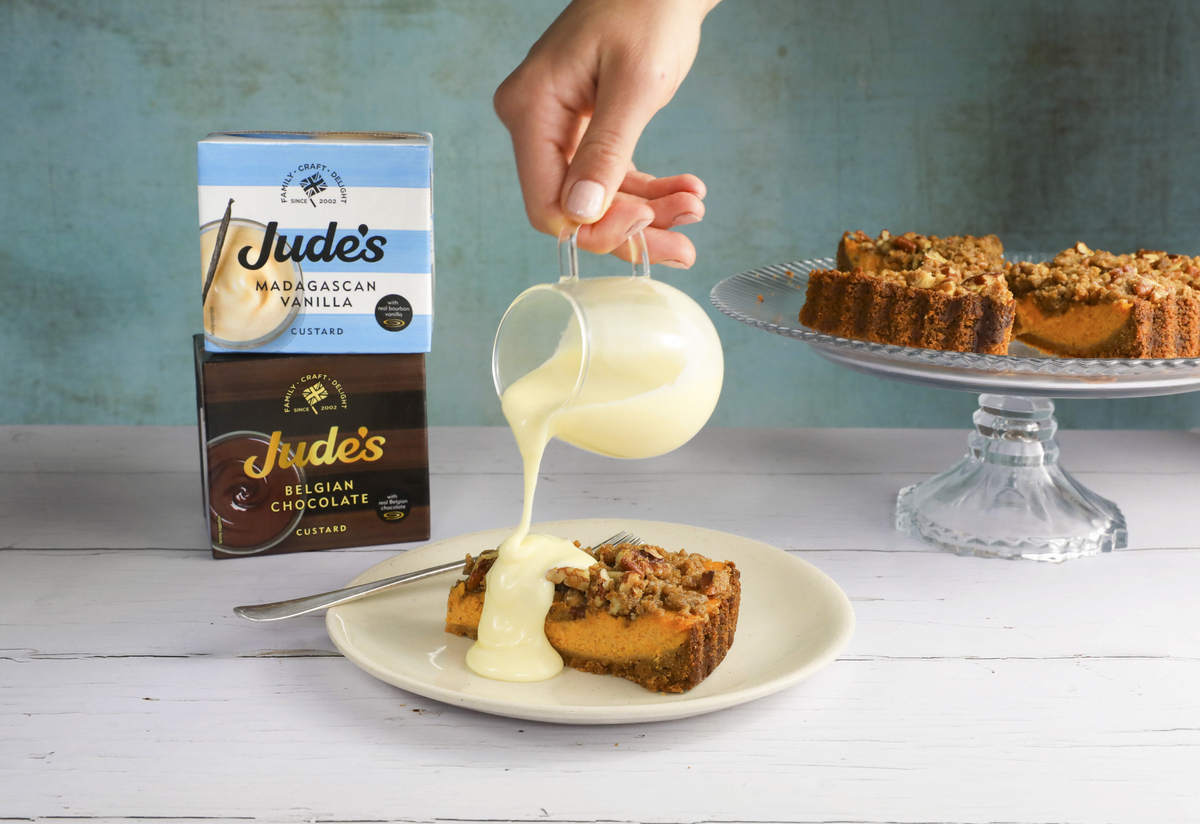 FAMILY · CRAFT · DELIGHT
SINCE 2002
Jude's
MADAGASCAN
VANILLA
with
real bourbon
vanilla
CUSTARD
FAMILY · CRAFT · DELIGHT
SINCE 2002
Jude's
BELGIAN
CHOCOLATE
with
real Belgian
chocolate
CUSTARD